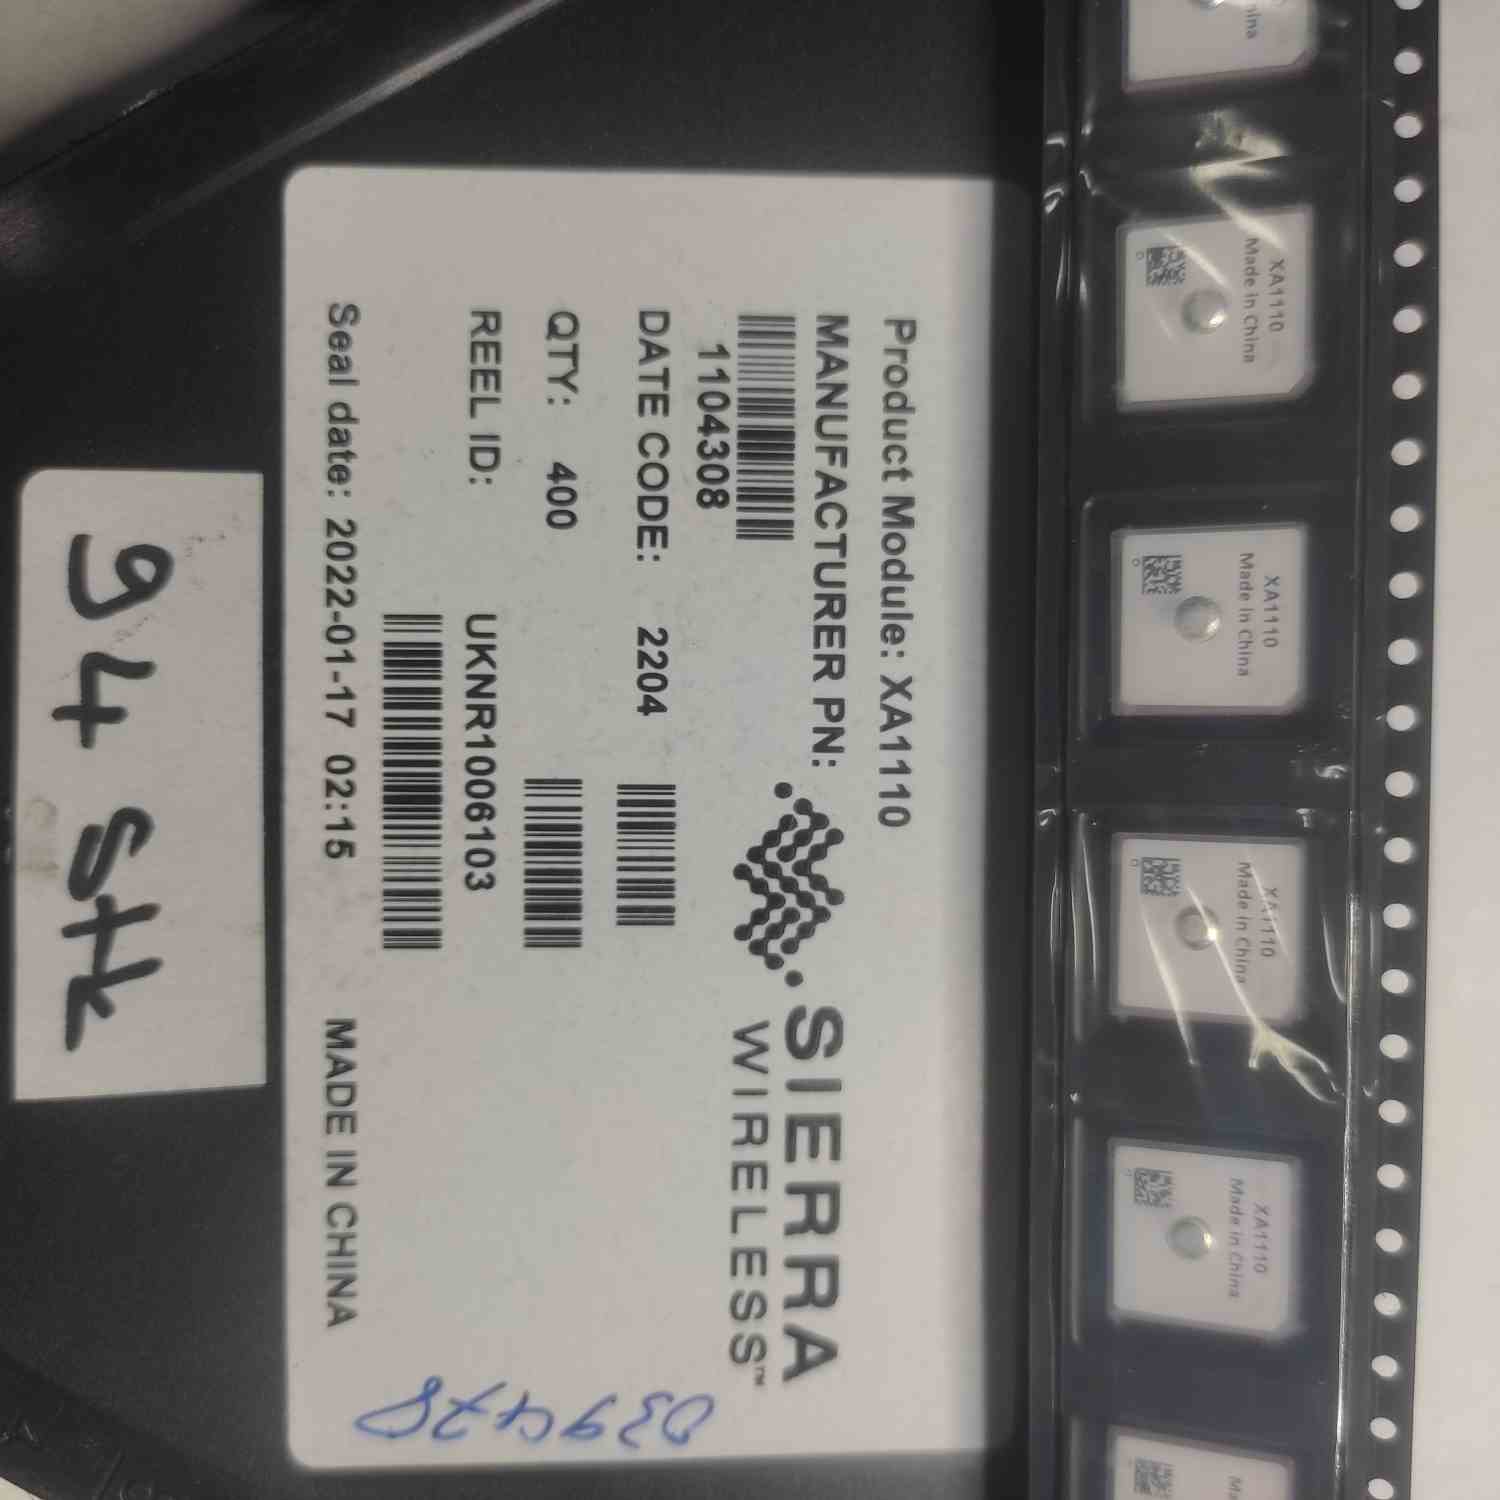 Product Module: XA1110
MANUFACTURER PN:
1104308
SIERRA
WIRELESS™
DATE CODE: 2204
QTY: 400
REEL ID: UKNR1006103
Seal date: 2022-01-17 02:15 MADE IN CHINA
94 Stk
XA1110
Made in China
XA1110
Made in China
XA1110
Made in China
XA1110
Made in China